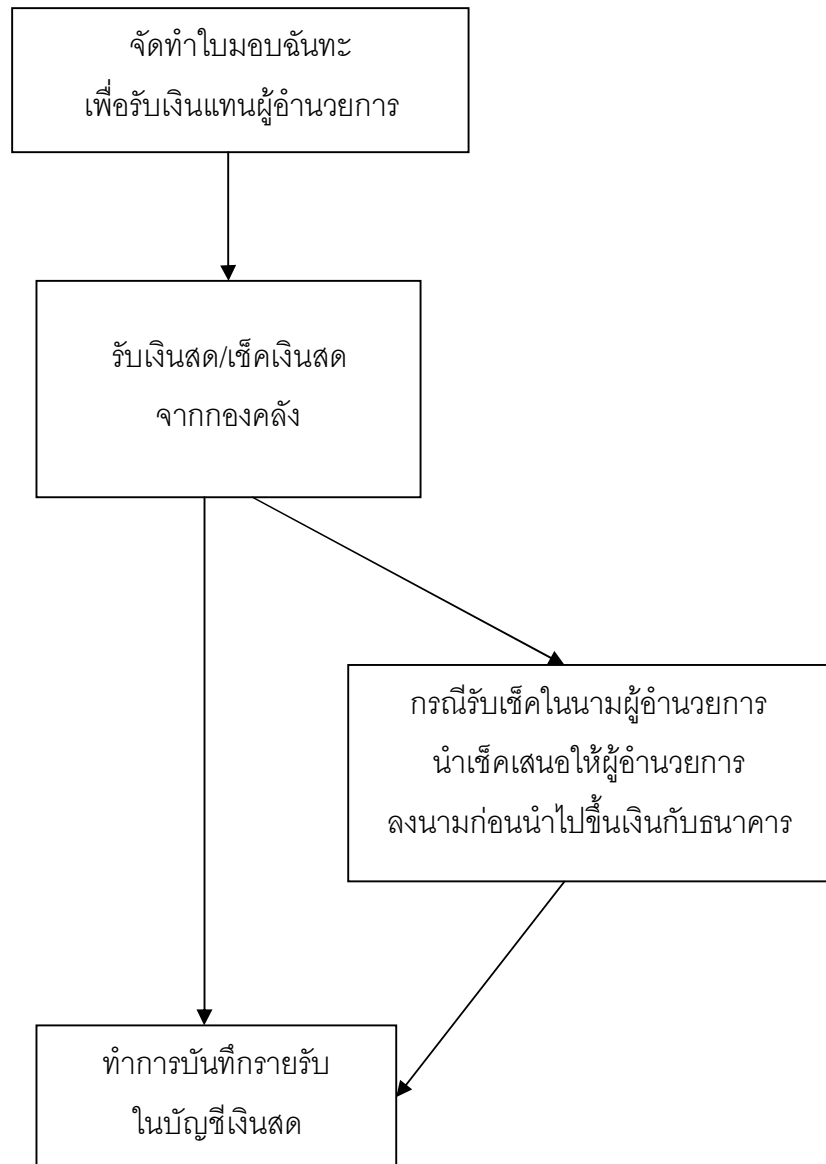 จัดทำใบมอบฉันทะ
เพื่อรับเงินแทนผู้อำนวยการ
รับเงินสด/เช็คเงินสด
จากกองคลัง
กรณีรับเช็คในนามผู้อำนวยการ
นำเช็คเสนอให้ผู้อำนวยการ
ลงนามก่อนนำไปขึ้นเงินกับธนาคาร
ทำการบันทึกรายรับ
ในบัญชีเงินสด